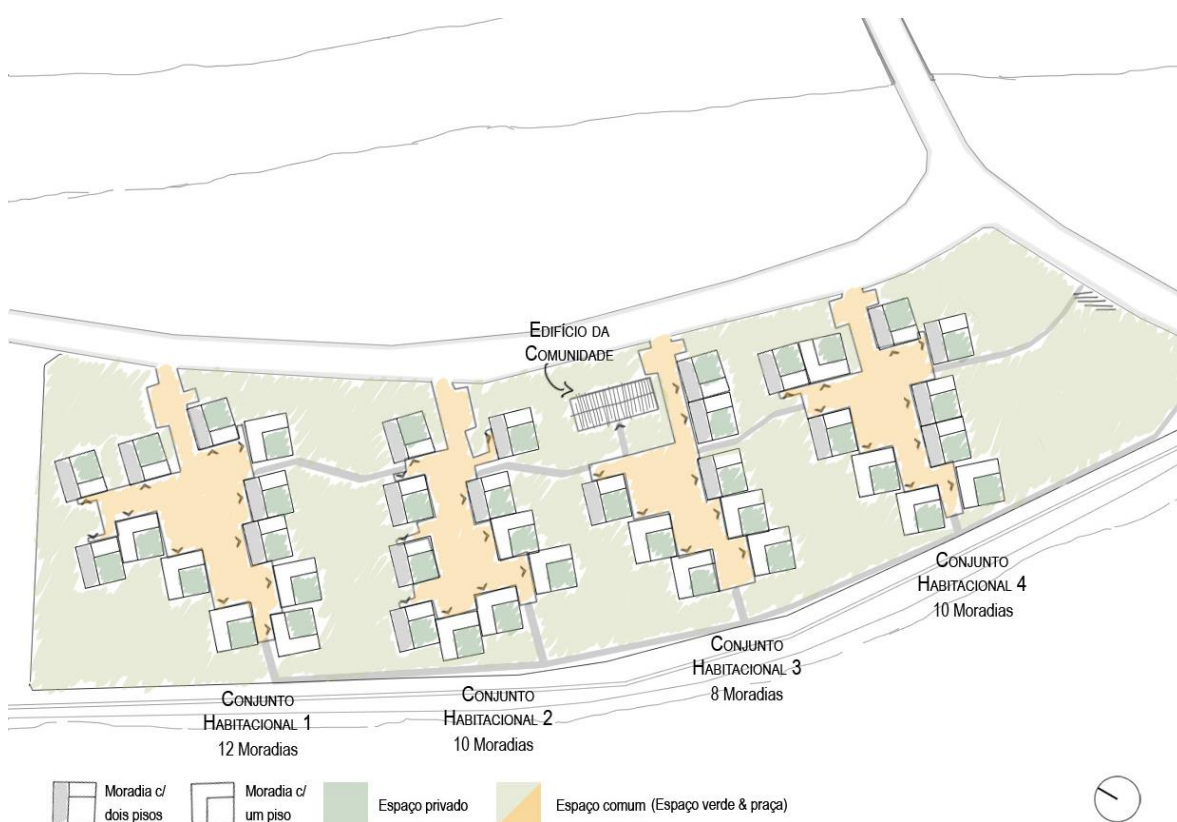 EDIFÍCIO DA
COMUNIDADE
CONJUNTO
HABITACIONAL 4
10 Moradias
CONJUNTO
HABITACIONAL 3
8 Moradias
CONJUNTO
HABITACIONAL 2
10 Moradias
CONJUNTO
HABITACIONAL 1
12 Moradias
Moradia c/
dois pisos
Moradia c/
um piso
Espaço privado
Espaço comum (Espaço verde & praça)